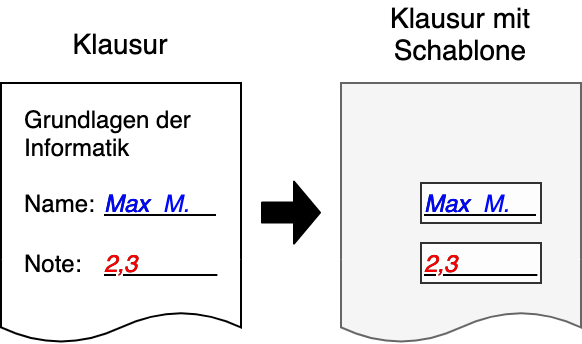 Klausur
Grundlagen der
Informatik
Name: Max M.
Note: 2,3
Klausur mit
Schablone
Max M.
2,3